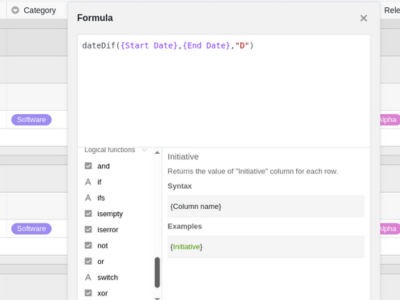 Category
Formula
Rele
dateDif({Start Date},{End Date},"D")
Software
lpha
Logical functions
and
if
ifs
isempty
iserror
not
or
switch
xor
Initiative
Returns the value of "Initiative" column for each row.
Syntax
{Column name}
Examples
{Initiative}
Software
lpha